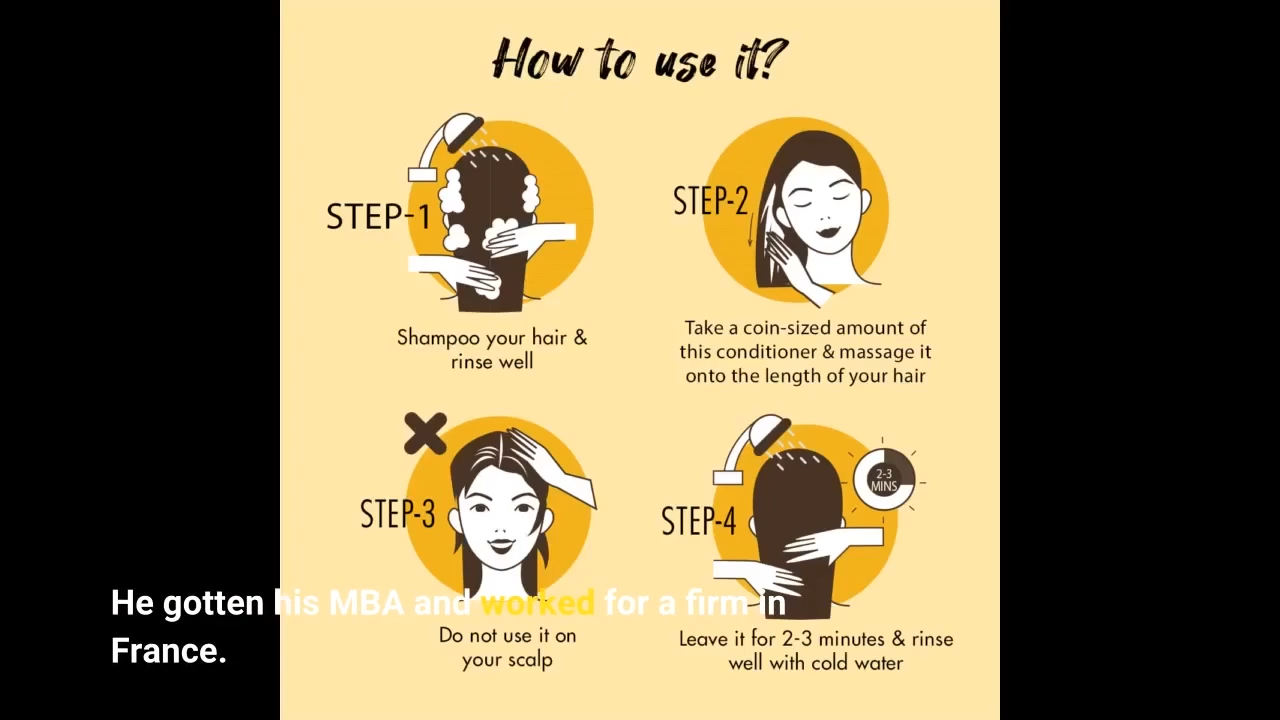 How to use it?
STEP-1
Shampoo your hair &
rinse well
STEP-2
Take a coin-sized amount of
this conditioner & massage it
onto the length of your hair
STEP-3
Do not use it on
your scalp
STEP-4
2-3
MINS
Leave it for 2-3 minutes & rinse
well with cold water
He gotten his MBA and worked for a firm in
France.